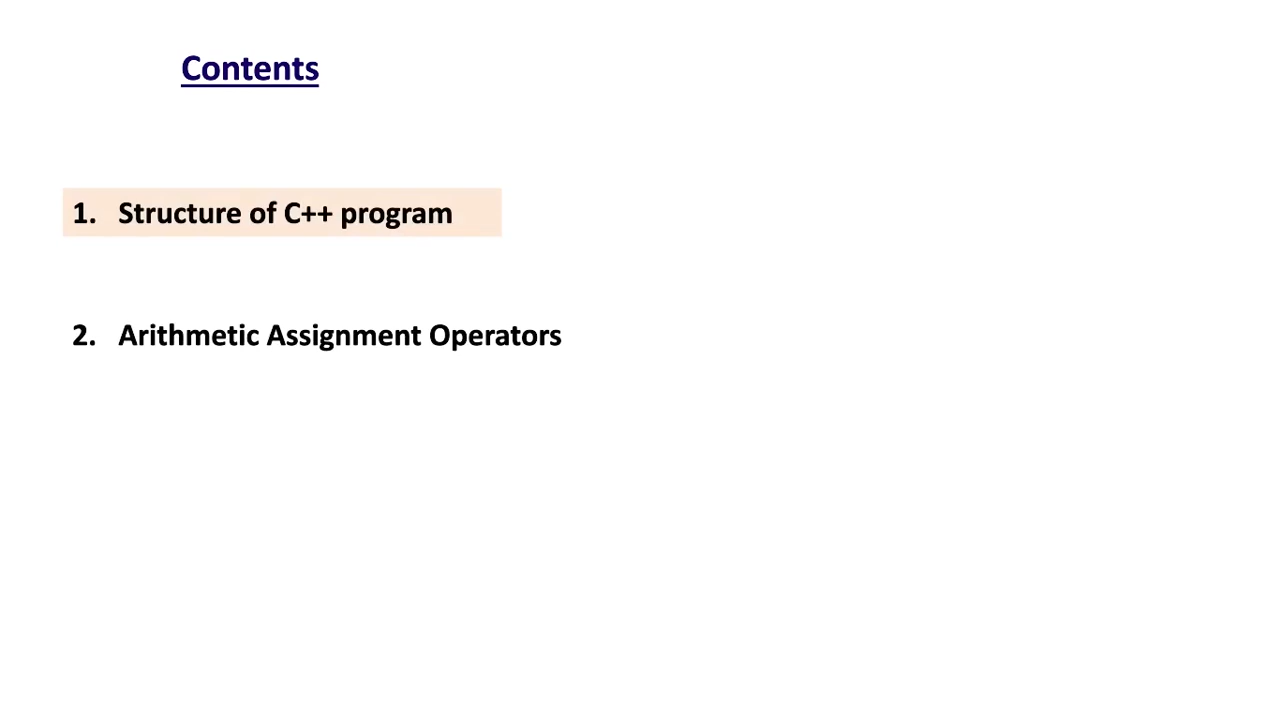 Contents
1. Structure of C++ program
2. Arithmetic Assignment Operators